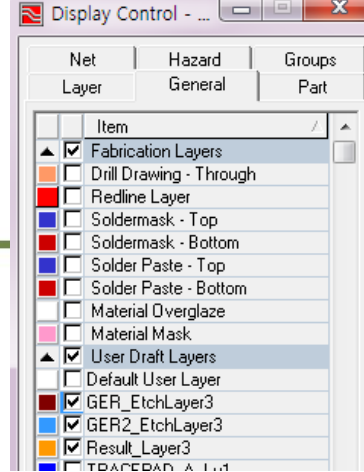 Display Control - ...
Net Hazard Groups
Layer General Part
Item
Fabrication Layers
Drill Drawing - Through
Redline Layer
Soldermask - Top
Soldermask - Bottom
Solder Paste - Top
Solder Paste - Bottom
Material Overglaze
Material Mask
User Draft Layers
Default User Layer
GER_EtchLayer3
GER2_EtchLayer3
Result_Layer3